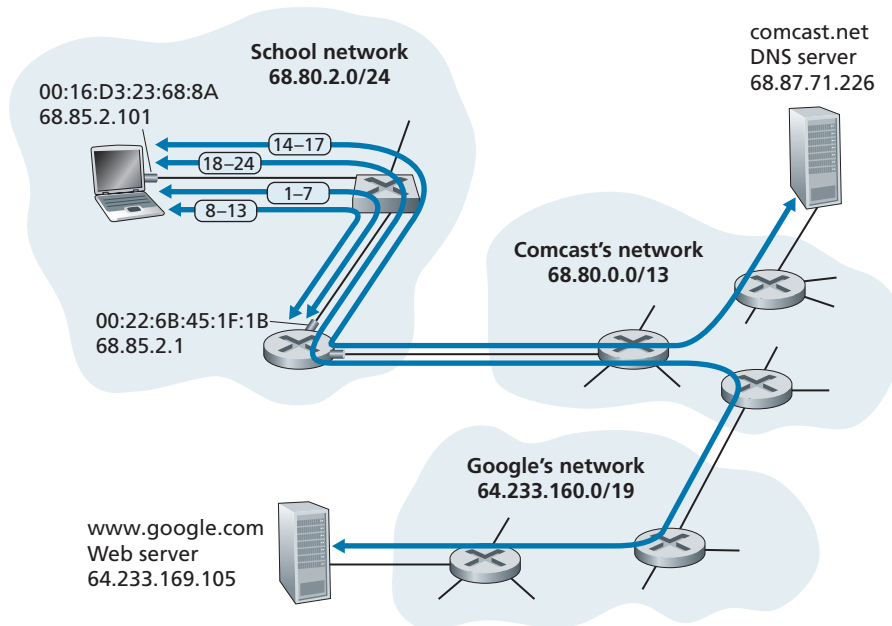 School network
68.80.2.0/24
00:16:D3:23:68:8A
68.85.2.101
14–17
18–24
1–7
8–13
00:22:6B:45:1F:1B
68.85.2.1
comcast.net
DNS server
68.87.71.226
Comcast's network
68.80.0.0/13
Google's network
64.233.160.0/19
www.google.com
Web server
64.233.169.105